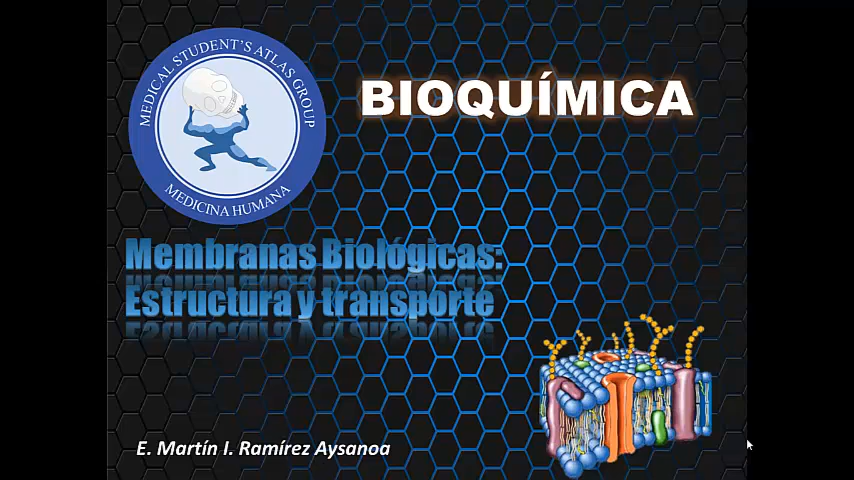 MEDICAL STUDENT'S ATLAS GROUP
MEDICINA HUMANA
BIOQUÍMICA
Membranas Biológicas:
Estructura y transporte
E. Martín I. Ramírez Aysanoa